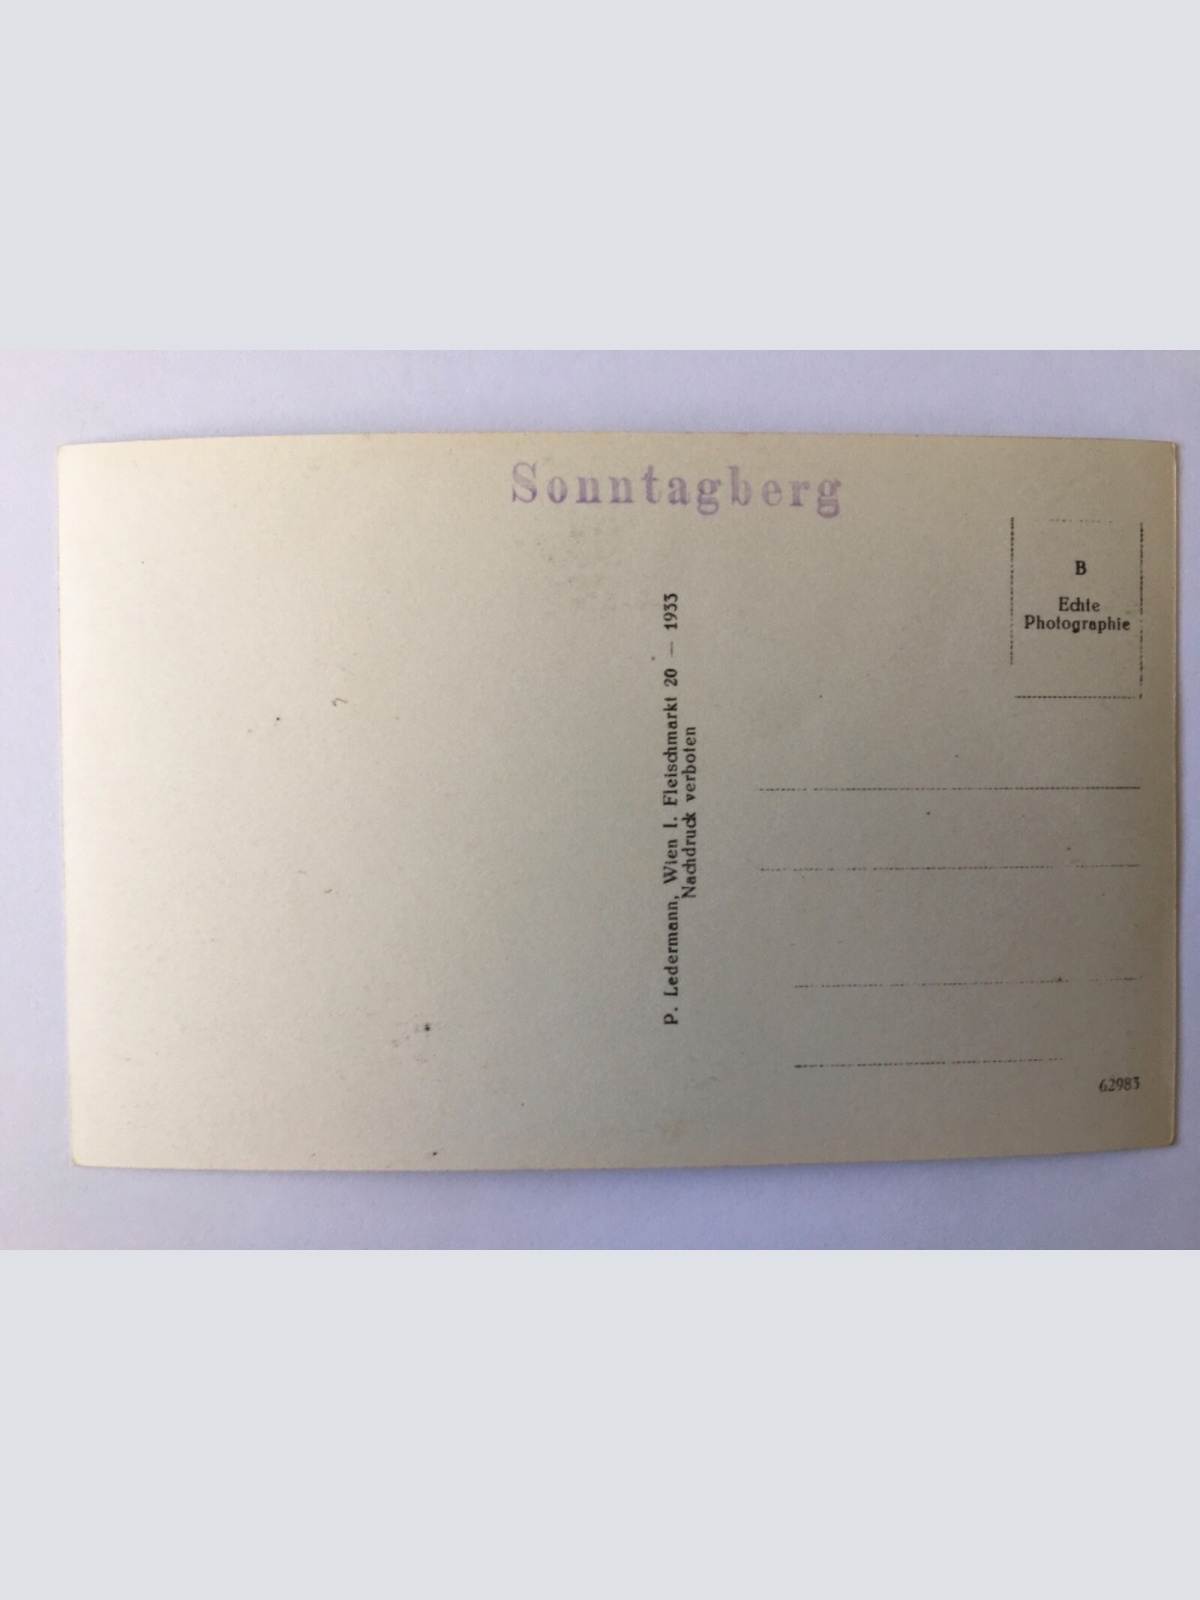 Sonntagberg
B
Echte
Photographie
P. Ledermann, Wien I. Fleischmarkt 20 — 1933
Nachdruck verboten
62983